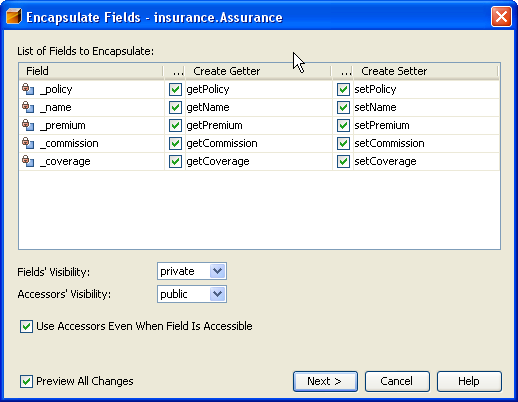 Encapsulate Fields - insurance.Assurance
List of Fields to Encapsulate:
Field ... Create Getter ... Create Setter
_policy getPolicy setPolicy
_name getName setName
_premium getPremium setPremium
_commission getCommission setCommission
_coverage getCoverage setCoverage
Fields' Visibility: private
Accessors' Visibility: public
Use Accessors Even When Field Is Accessible
Preview All Changes Next > Cancel Help